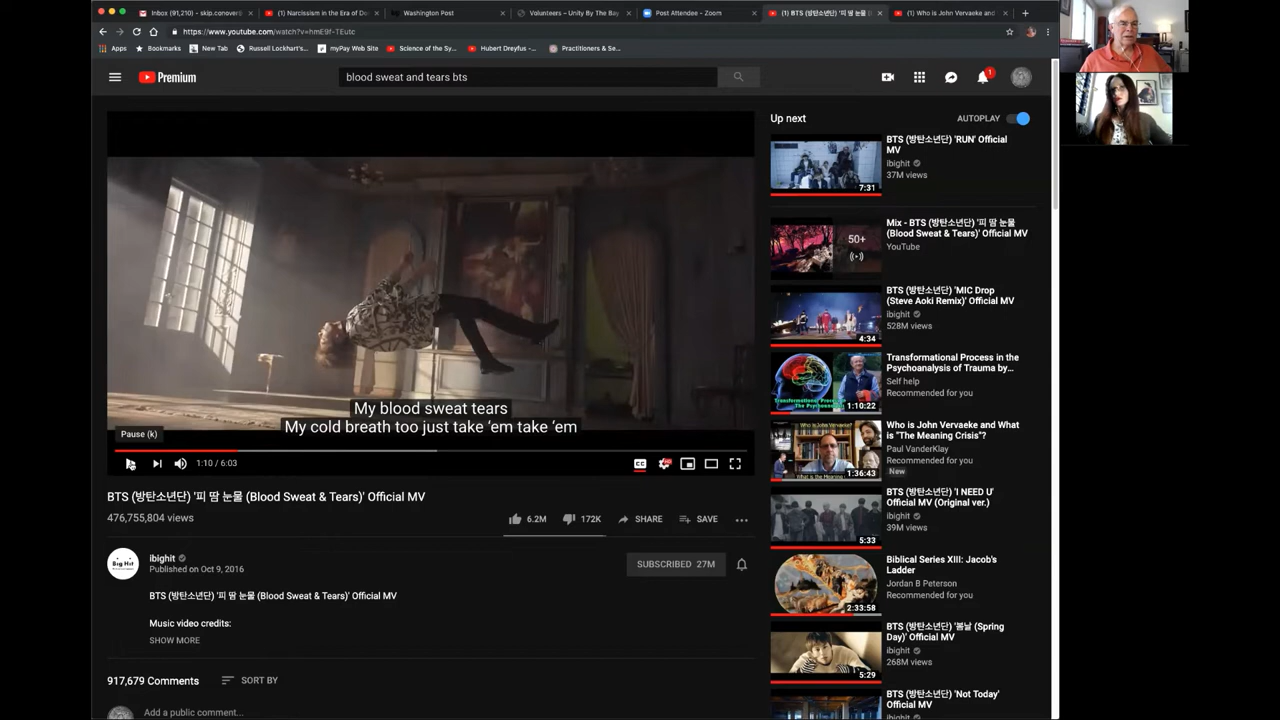 Inbox (91,210) - skip.conover
(1) Narcissism in the Era of D
Washington Post
Volunteers – Unity By The Bay
Post Attendee - Zoom
(1) BTS (방탄소년단) '피 땀 눈물
(1) Who is John Vervaeke and
https://www.youtube.com/watch?v=hmE9f-TEutc
Apps
Bookmarks
New Tab
Russell Lockhart's...
myPay Web Site
Science of the Sy...
Hubert Dreyfus -...
Practitioners & Se...
Premium
blood sweat and tears bts
1
My blood sweat tears
My cold breath too just take 'em take 'em
Pause (k)
1:10 / 6:03
CC
BTS (방탄소년단) '피 땀 눈물 (Blood Sweat & Tears)' Official MV
476,755,804 views
6.2M
172K
SHARE
SAVE
Big Hit
ibighit
Published on Oct 9, 2016
SUBSCRIBED 27M
BTS (방탄소년단) '피 땀 눈물 (Blood Sweat & Tears)' Official MV
Music video credits:
SHOW MORE
917,679 Comments
SORT BY
Add a public comment...
Up next
AUTOPLAY
BTS (방탄소년단) 'RUN' Official
MV
ibighit
37M views
7:31
Mix - BTS (방탄소년단) '피 땀 눈물
(Blood Sweat & Tears)' Official MV
YouTube
50+
BTS (방탄소년단) 'MIC Drop
(Steve Aoki Remix)' Official MV
ibighit
528M views
4:34
Transformational Process in the
Psychoanalysis of Trauma by...
Self help
Recommended for you
1:10:22
Who is John Vervaeke and What
is "The Meaning Crisis"?
Paul VanderKlay
Recommended for you
New
1:36:43
BTS (방탄소년단) 'I NEED U'
Official MV (Original ver.)
ibighit
39M views
5:33
Biblical Series XIII: Jacob's
Ladder
Jordan B Peterson
Recommended for you
2:33:58
BTS (방탄소년단) '봄날 (Spring
Day)' Official MV
ibighit
268M views
5:29
BTS (방탄소년단) 'Not Today'
Official MV
ibighit